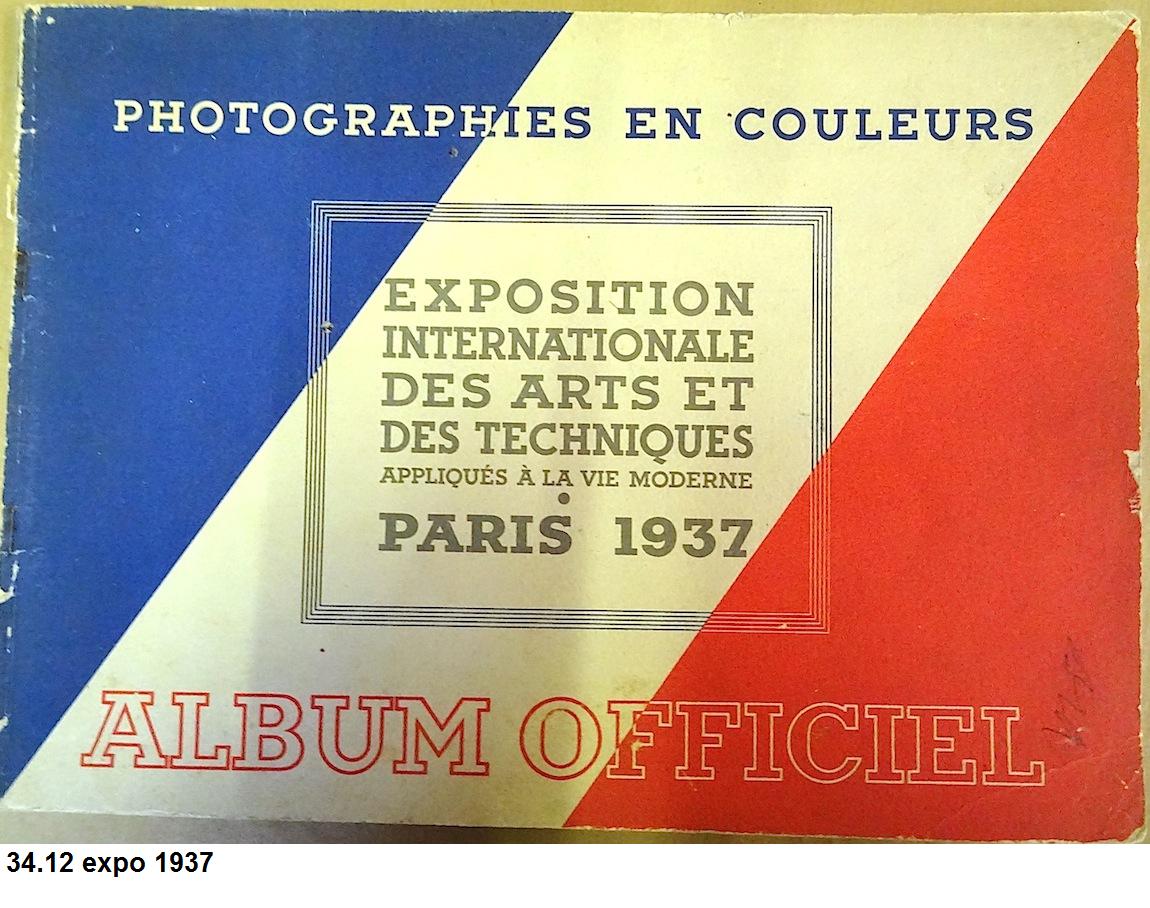 PHOTOGRAPHIES EN COULEURS
EXPOSITION
INTERNATIONALE
DES ARTS ET
DES TECHNIQUES
APPLIQUÉS À LA VIE MODERNE
PARIS 1937
ALBUM OFFICIEL
34.12 expo 1937